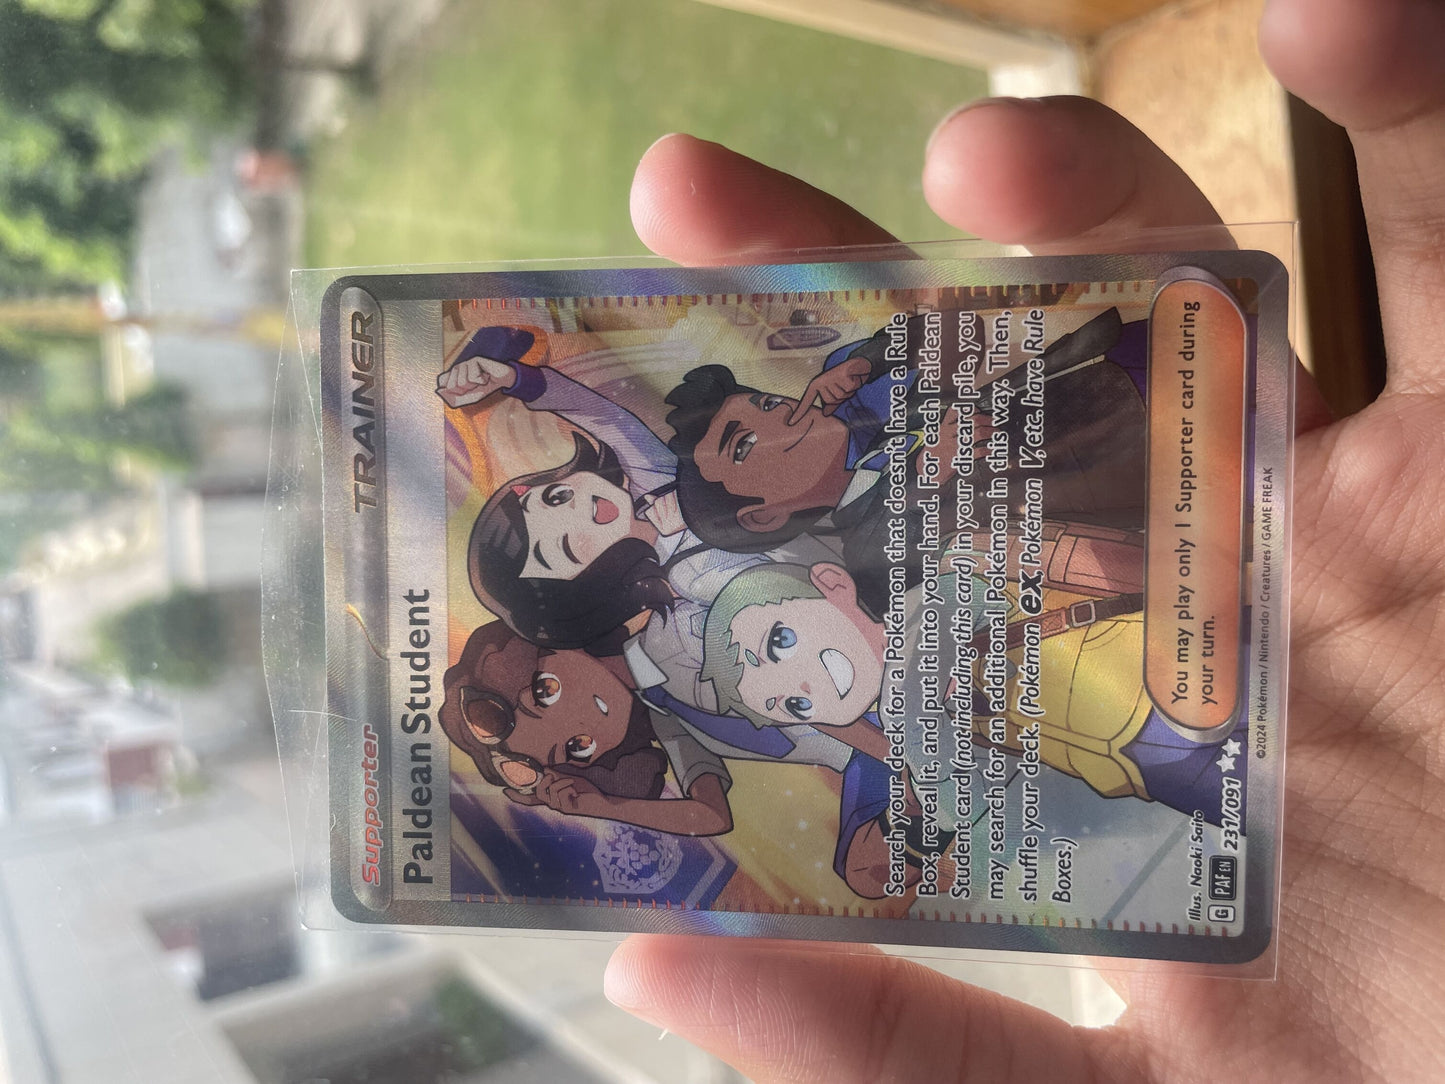 Supporter TRAINER
Paldean Student
Search your deck for a Pokémon that doesn't have a Rule
Box, reveal it, and put it into your hand. For each Paldean
Student card (not including this card) in your discard pile, you
may search for an additional Pokémon in this way. Then,
shuffle your deck. (Pokémon ex, Pokémon V, etc. have Rule
Boxes.)
You may play only 1 Supporter card during
your turn.
Illus. Naoki Saito
G PAF EN 231/091 ★★
©2024 Pokémon / Nintendo / Creatures / GAME FREAK